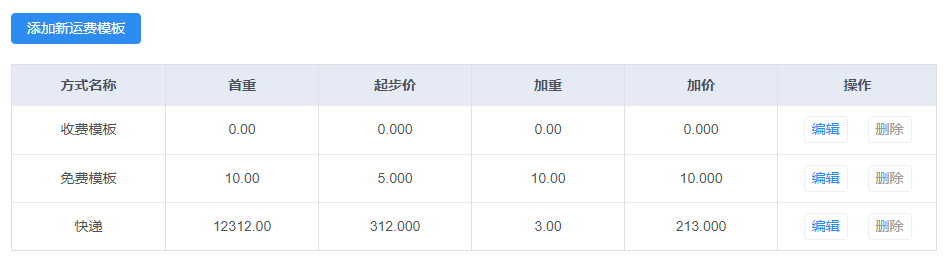 添加新运费模板
方式名称 首重 起步价 加重 加价 操作
收费模板 0.00 0.000 0.00 0.000 编辑 删除
免费模板 10.00 5.000 10.00 10.000 编辑 删除
快递 12312.00 312.000 3.00 213.000 编辑 删除